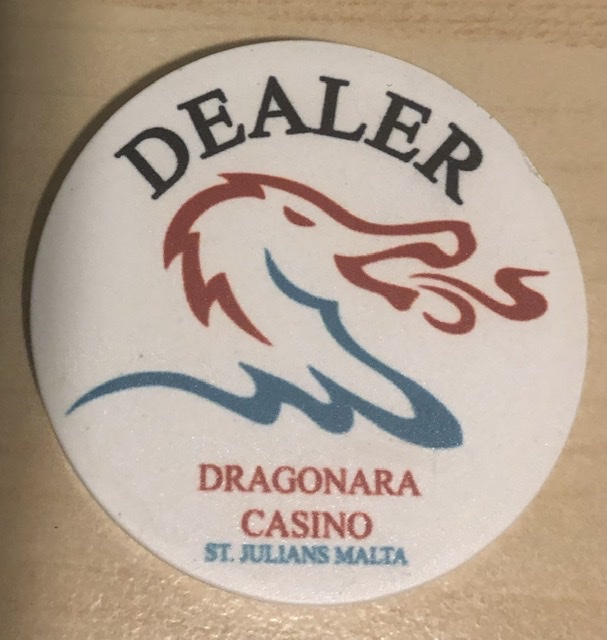 DEALER
DRAGONARA
CASINO
ST. JULIANS MALTA